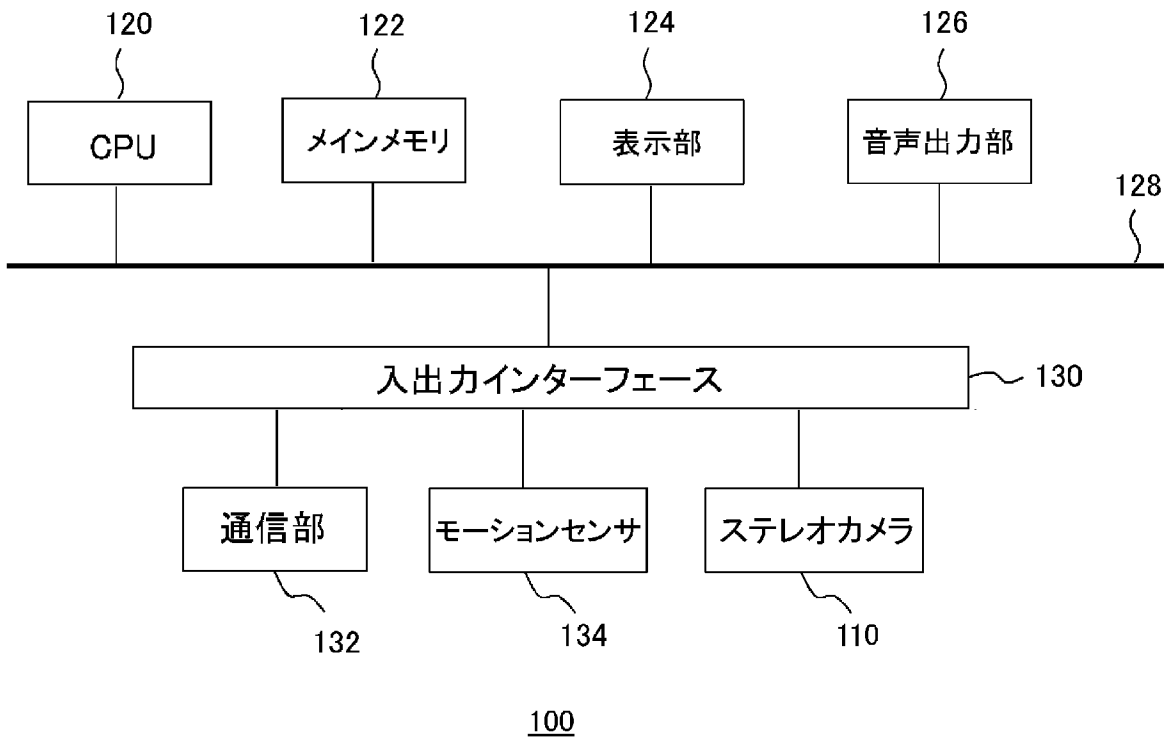 120
122
124
126
CPU
メインメモリ
表示部
音声出力部
128
入出力インターフェース
130
通信部
モーションセンサ
ステレオカメラ
132
134
110
100